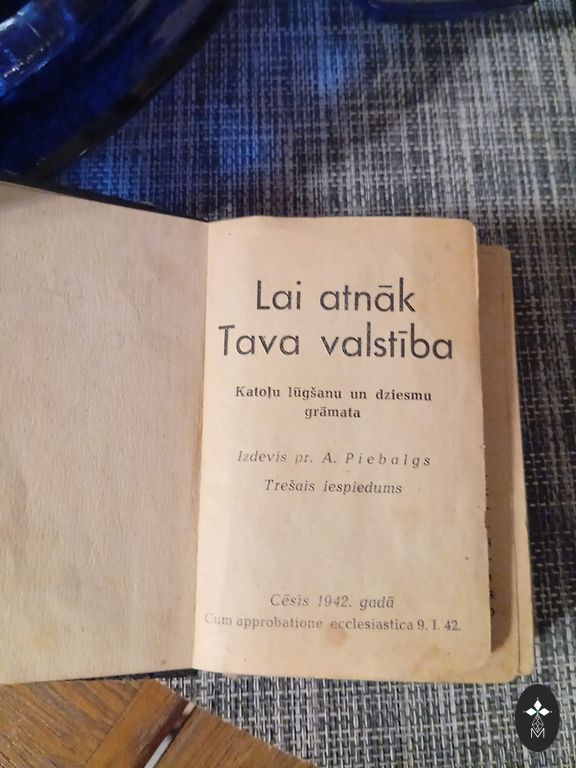 Lai atnāk
Tava valstība
Katoļu lūgšanu un dziesmu
grāmata
Izdevis pr. A. Piebalgs
Trešais iespiedums
Cēsīs 1942. gadā
Cum approbatione ecclesiastica 9. I. 42.
M